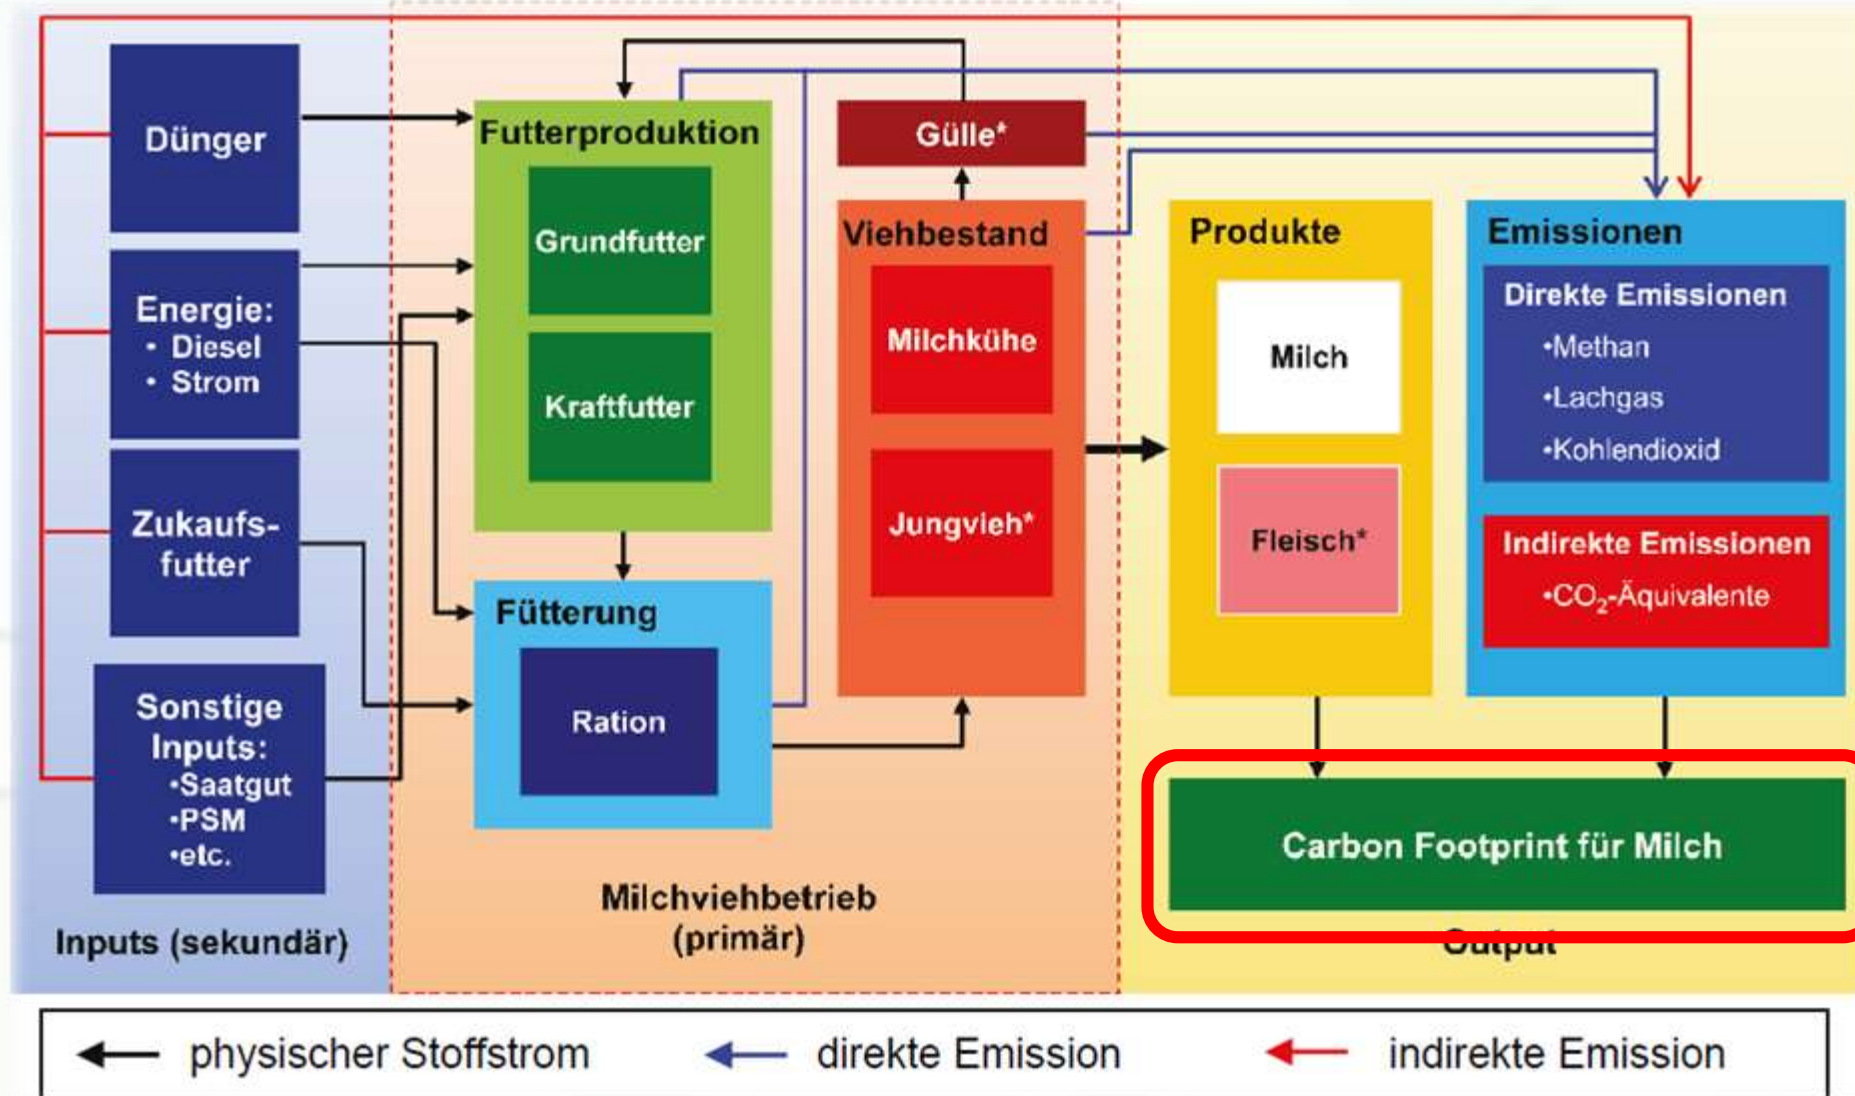 Dünger
Energie:
• Diesel
• Strom
Zukaufs-
futter
Sonstige
Inputs:
•Saatgut
•PSM
•etc.
Inputs (sekundär)
Futterproduktion
Grundfutter
Kraftfutter
Fütterung
Ration
Gülle*
Viehbestand
Milchkühe
Jungvieh*
Milchviehbetrieb
(primär)
Produkte
Milch
Fleisch*
Emissionen
Direkte Emissionen
•Methan
•Lachgas
•Kohlendioxid
Indirekte Emissionen
•CO₂-Äquivalente
Carbon Footprint für Milch
Output
physischer Stoffstrom
direkte Emission
indirekte Emission